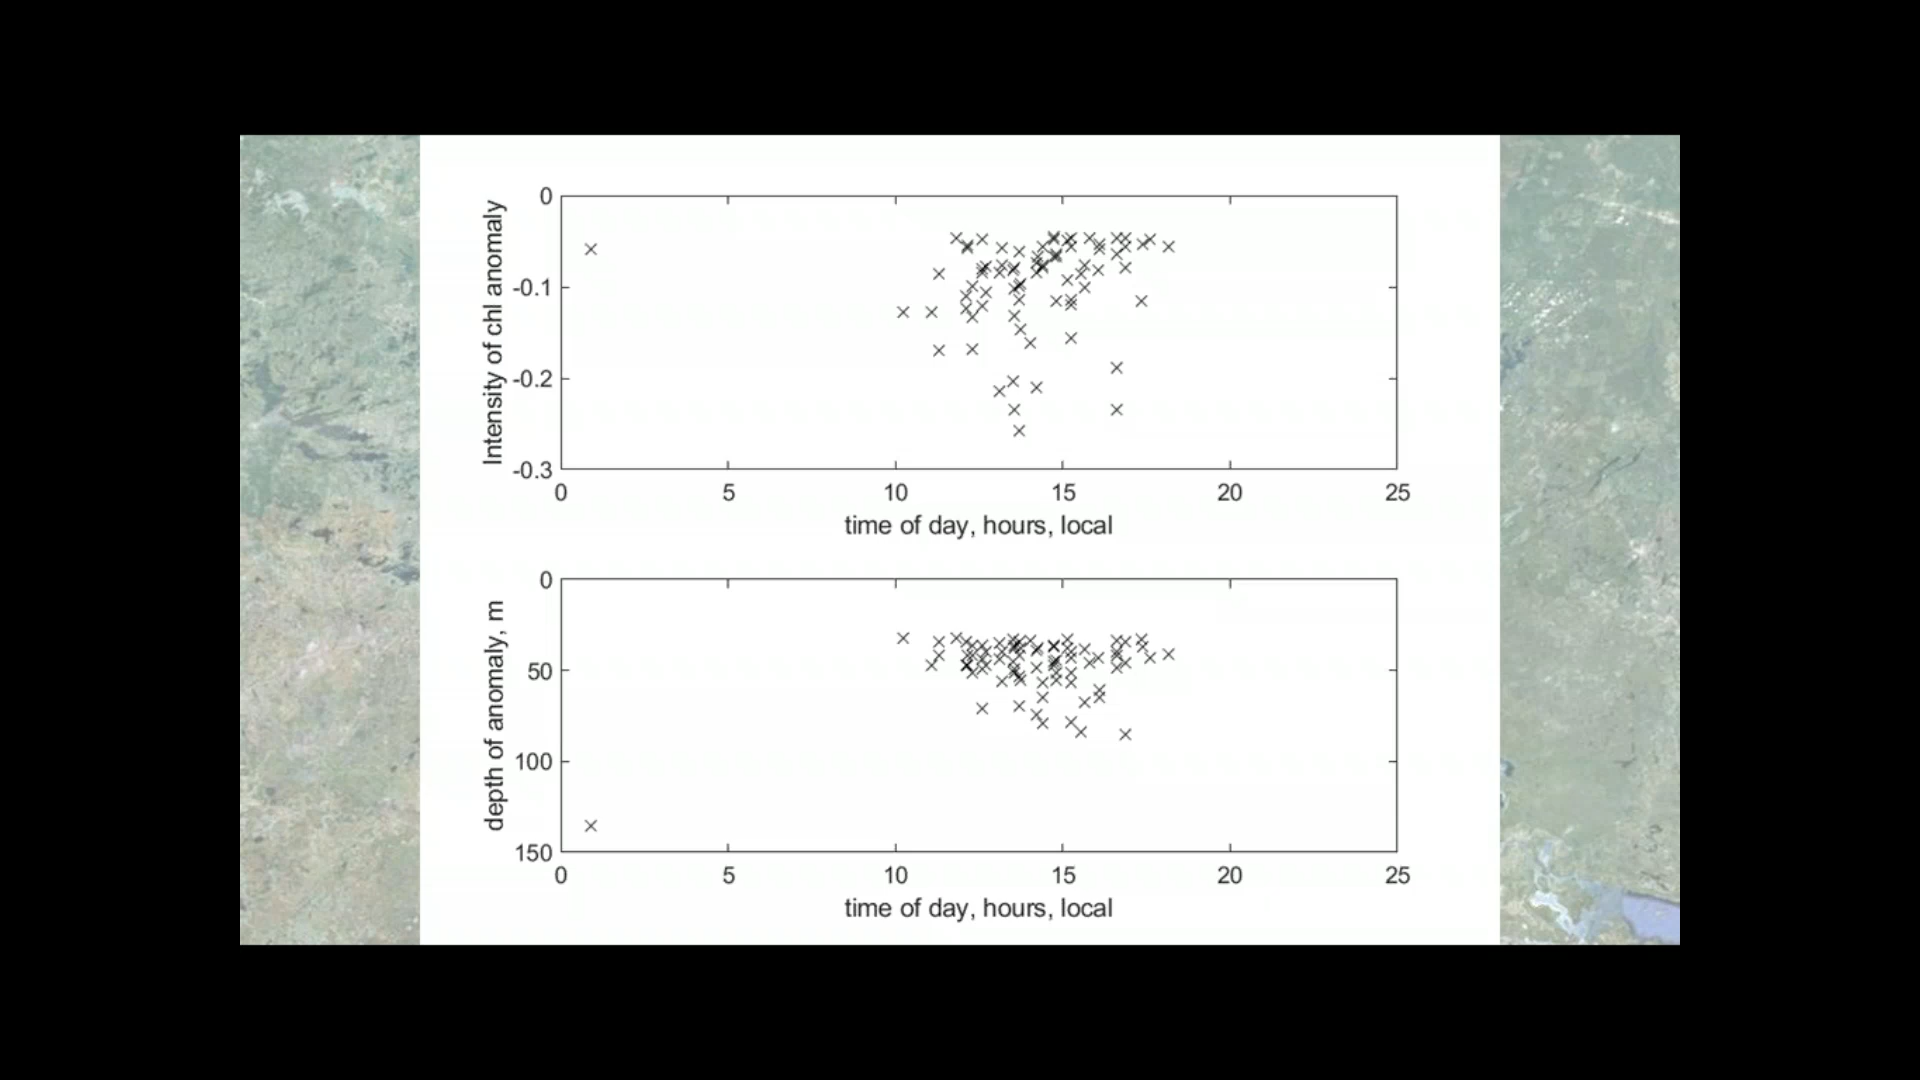 Intensity of chl anomaly
0
-0.1
-0.2
-0.3
0 5 10 15 20 25
time of day, hours, local
depth of anomaly, m
0
50
100
150
0 5 10 15 20 25
time of day, hours, local